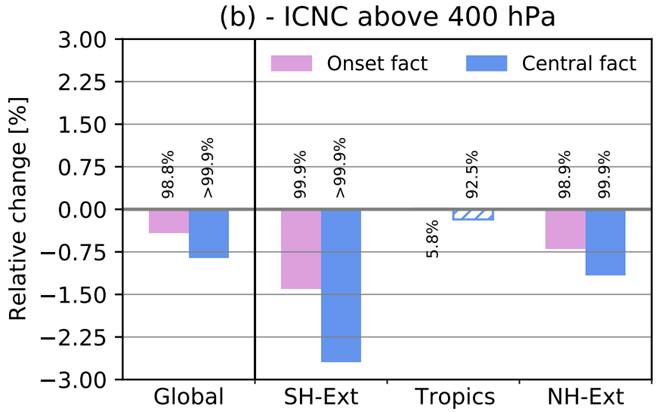 (b) - ICNC above 400 hPa
Relative change [%]
3.00
2.25
1.50
0.75
0.00
−0.75
−1.50
−2.25
−3.00
Onset fact
Central fact
98.8%
>99.9%
99.9%
>99.9%
5.8%
92.5%
98.9%
99.9%
Global
SH-Ext
Tropics
NH-Ext